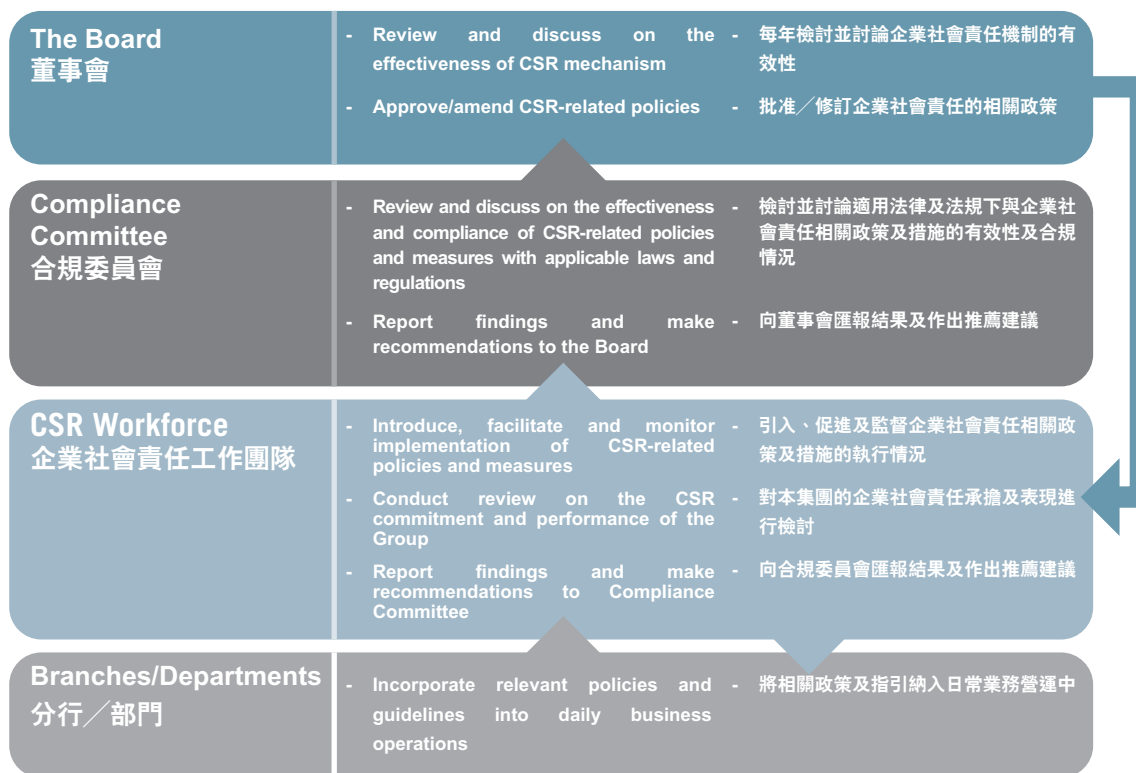 The Board
董事會
- Review and discuss on the
effectiveness of CSR mechanism
- Approve/amend CSR-related policies
- 每年檢討並討論企業社會責任機制的有
效性
- 批准╱修訂企業社會責任的相關政策
Compliance
Committee
合規委員會
- Review and discuss on the effectiveness
and compliance of CSR-related policies
and measures with applicable laws and
regulations
- Report findings and make
recommendations to the Board
- 檢討並討論適用法律及法規下與企業社
會責任相關政策及措施的有效性及合規
情況
- 向董事會匯報結果及作出推薦建議
CSR Workforce
企業社會責任工作團隊
- Introduce, facilitate and monitor
implementation of CSR-related
policies and measures
- Conduct review on the CSR
commitment and performance of the
Group
- Report findings and make
recommendations to Compliance
Committee
- 引入、促進及監督企業社會責任相關政
策及措施的執行情況
- 對本集團的企業社會責任承擔及表現進
行檢討
- 向合規委員會匯報結果及作出推薦建議
Branches/Departments
分行╱部門
- Incorporate relevant policies and
guidelines into daily business
operations
- 將相關政策及指引納入日常業務營運中